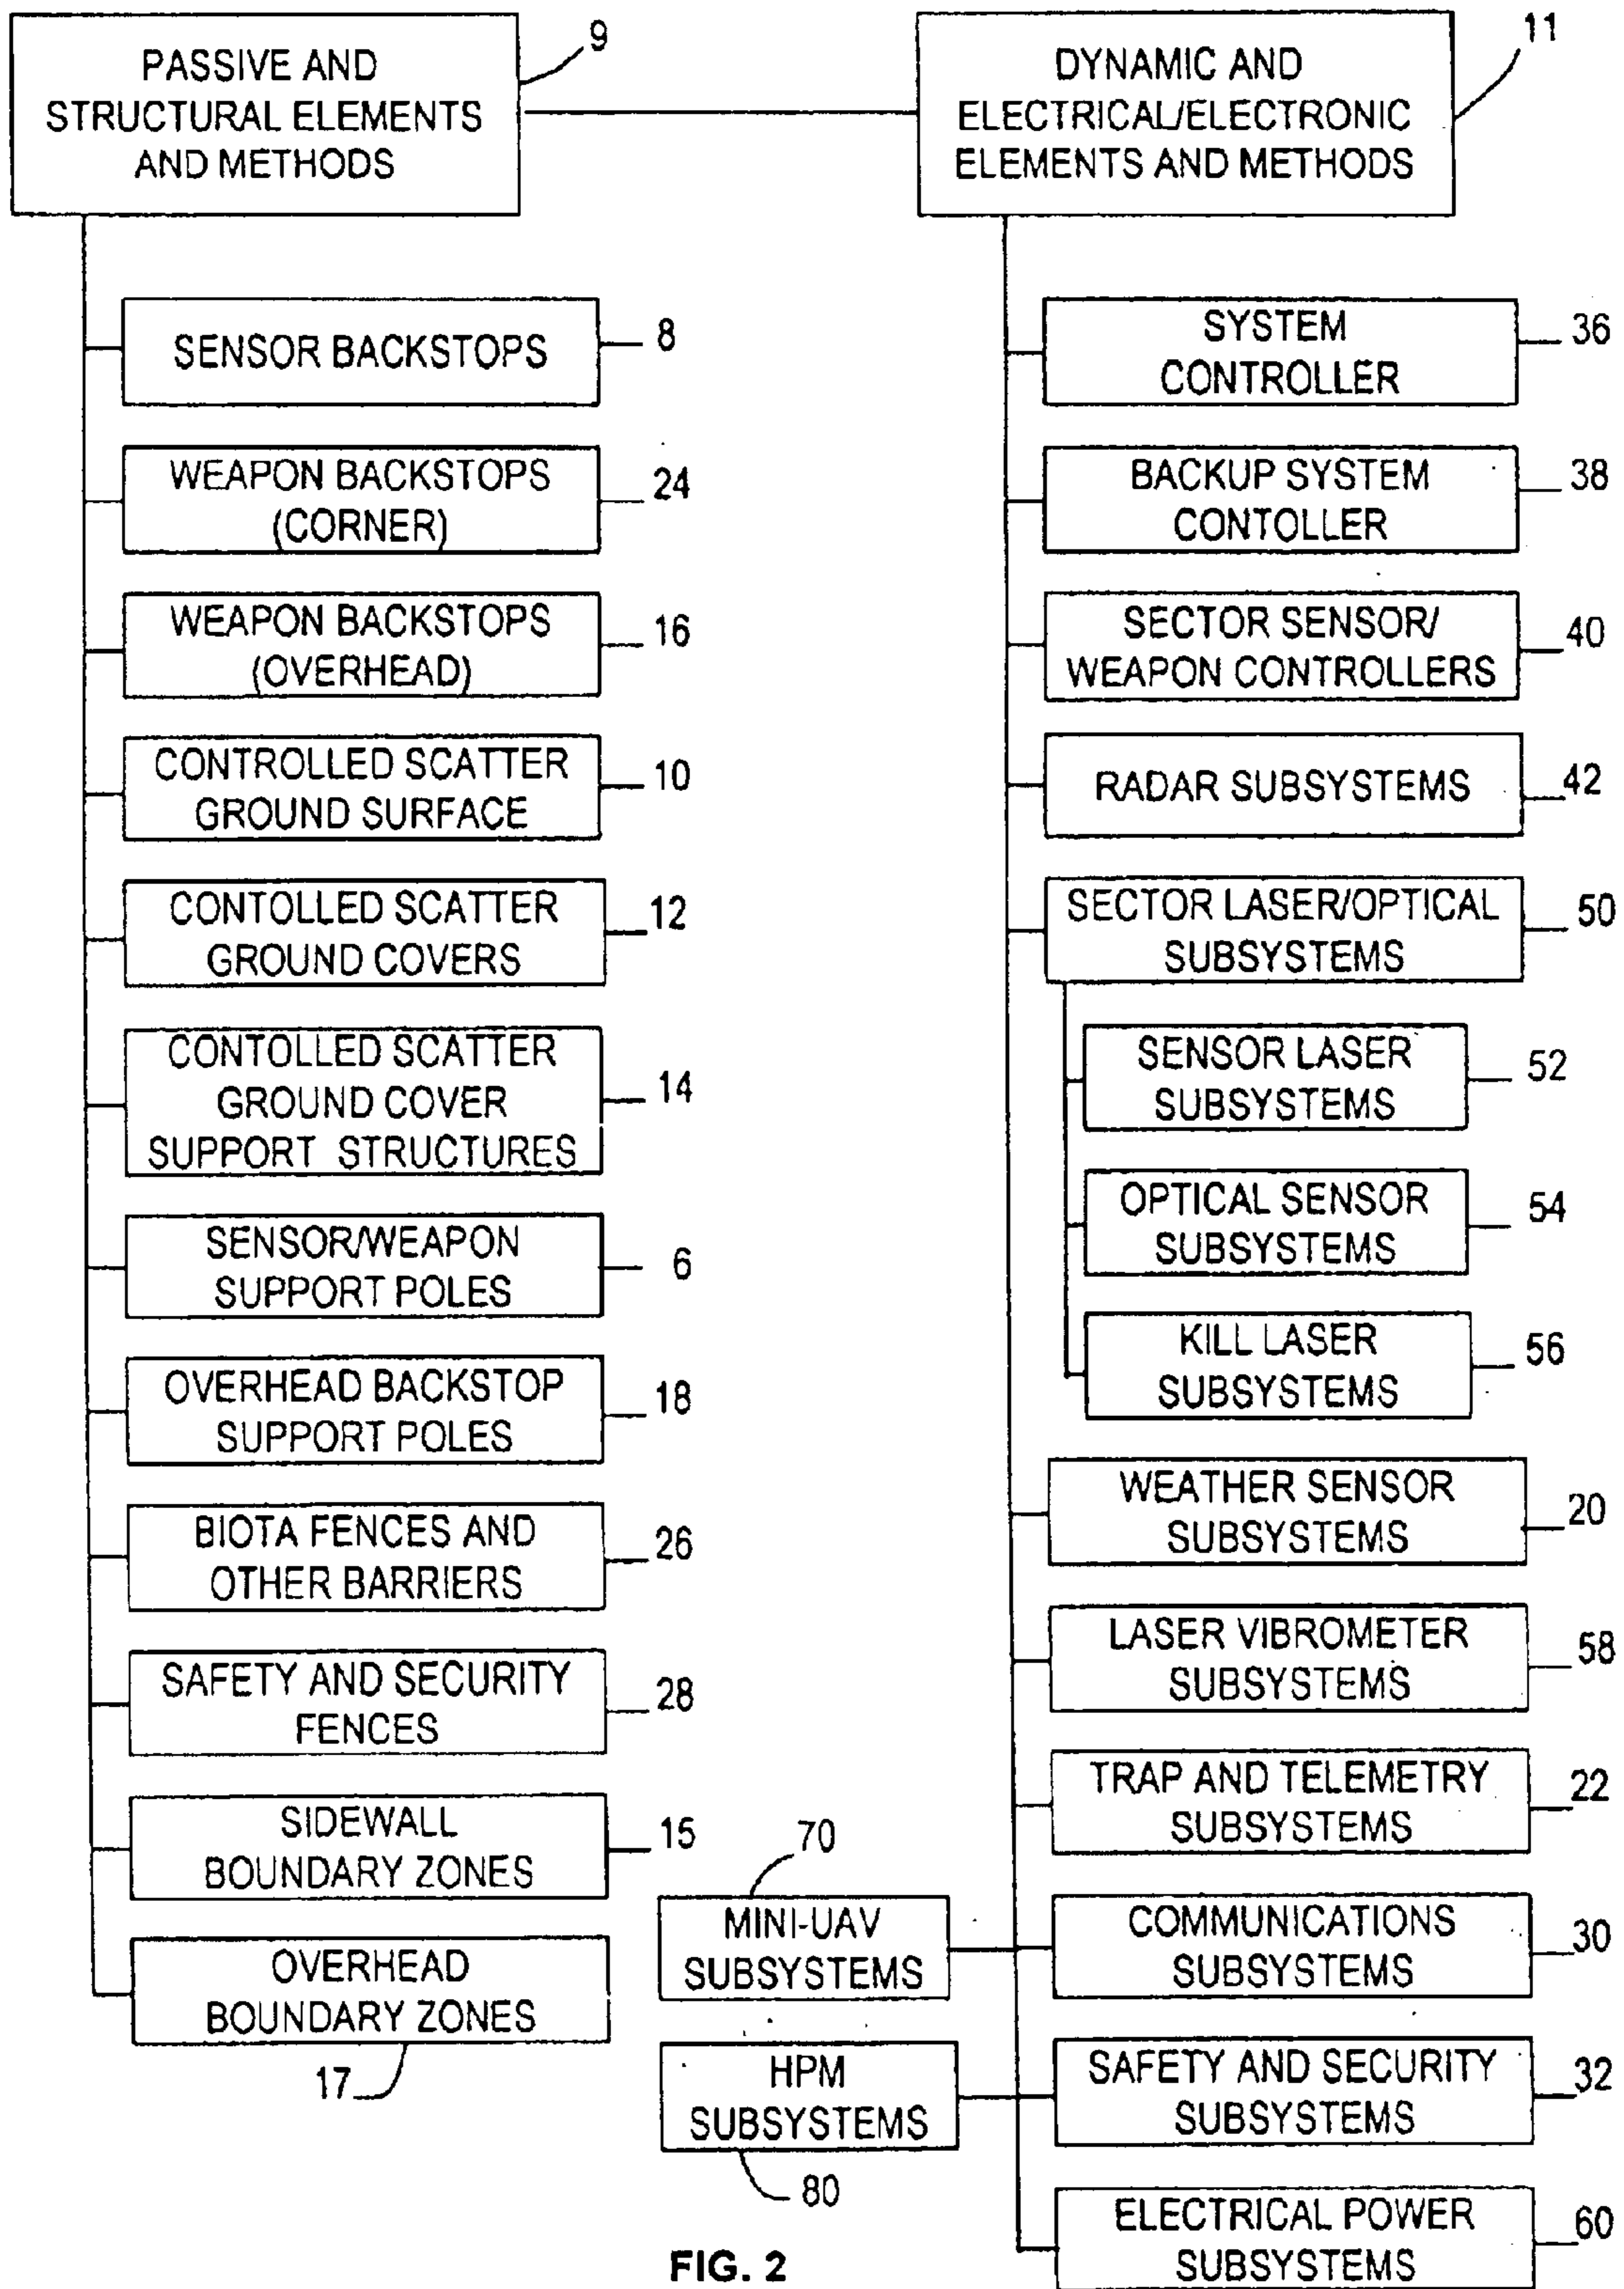 PASSIVE AND
STRUCTURAL ELEMENTS
AND METHODS
9
DYNAMIC AND
ELECTRICAL/ELECTRONIC
ELEMENTS AND METHODS
11
SENSOR BACKSTOPS
8
WEAPON BACKSTOPS
(CORNER)
24
WEAPON BACKSTOPS
(OVERHEAD)
16
CONTROLLED SCATTER
GROUND SURFACE
10
CONTOLLED SCATTER
GROUND COVERS
12
CONTOLLED SCATTER
GROUND COVER
SUPPORT STRUCTURES
14
SENSOR/WEAPON
SUPPORT POLES
6
OVERHEAD BACKSTOP
SUPPORT POLES
18
BIOTA FENCES AND
OTHER BARRIERS
26
SAFETY AND SECURITY
FENCES
28
SIDEWALL
BOUNDARY ZONES
15
OVERHEAD
BOUNDARY ZONES
17
SYSTEM
CONTROLLER
36
BACKUP SYSTEM
CONTOLLER
38
SECTOR SENSOR/
WEAPON CONTROLLERS
40
RADAR SUBSYSTEMS
42
SECTOR LASER/OPTICAL
SUBSYSTEMS
50
SENSOR LASER
SUBSYSTEMS
52
OPTICAL SENSOR
SUBSYSTEMS
54
KILL LASER
SUBSYSTEMS
56
WEATHER SENSOR
SUBSYSTEMS
20
LASER VIBROMETER
SUBSYSTEMS
58
TRAP AND TELEMETRY
SUBSYSTEMS
22
70
MINI-UAV
SUBSYSTEMS
COMMUNICATIONS
SUBSYSTEMS
30
HPM
SUBSYSTEMS
80
SAFETY AND SECURITY
SUBSYSTEMS
32
ELECTRICAL POWER
SUBSYSTEMS
60
FIG. 2